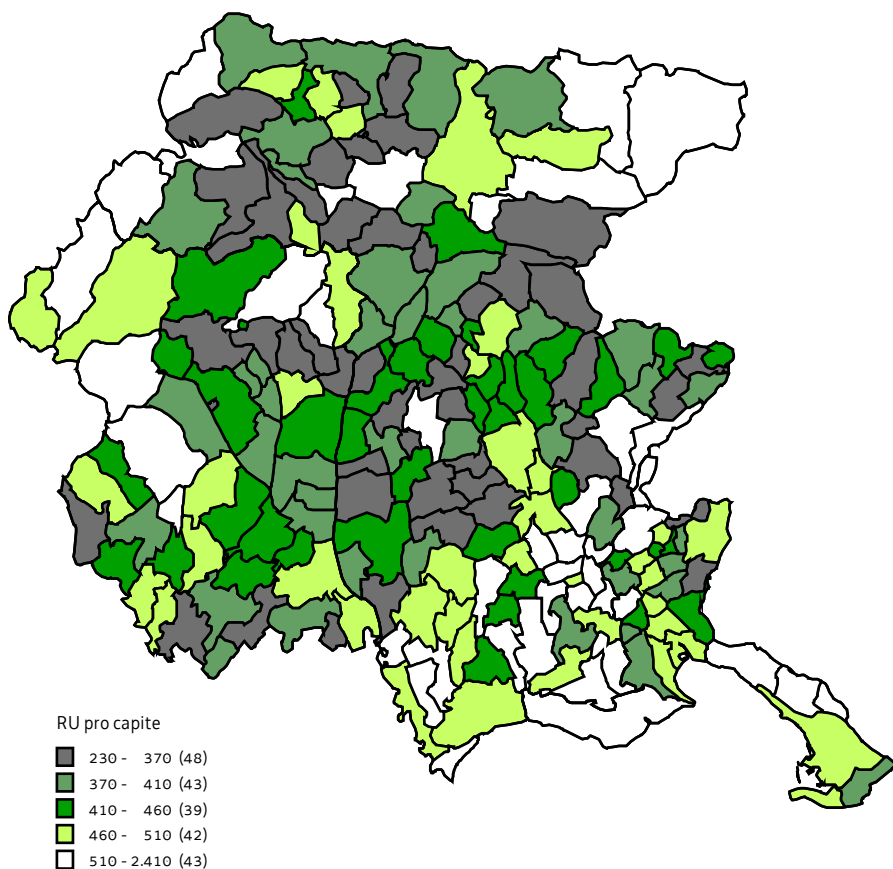 RU pro capite
230 - 370 (48)
370 - 410 (43)
410 - 460 (39)
460 - 510 (42)
510 - 2.410 (43)